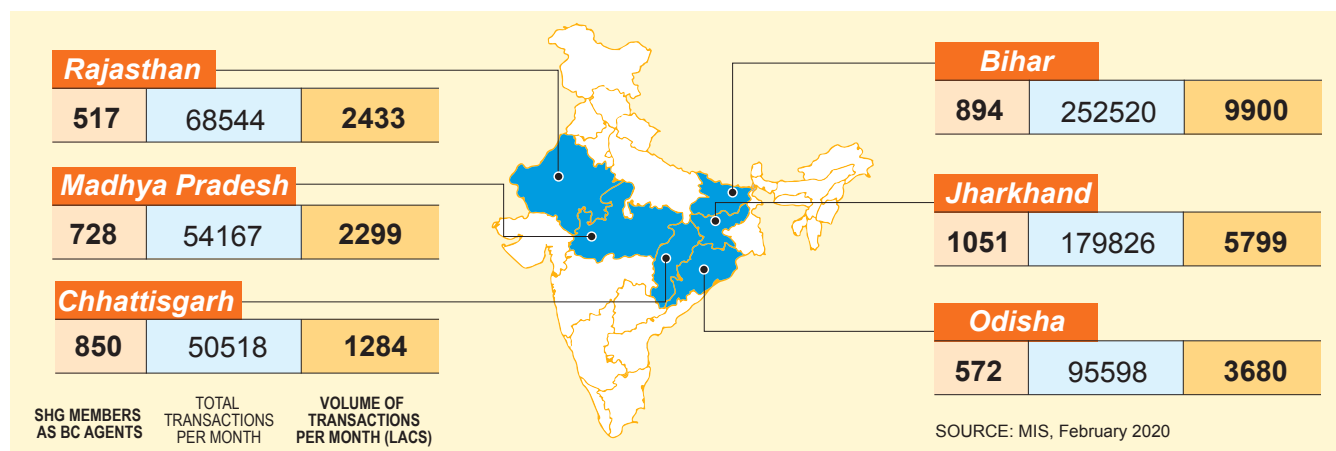 Rajasthan
517 68544 2433
Madhya Pradesh
728 54167 2299
Chhattisgarh
850 50518 1284
SHG MEMBERS
AS BC AGENTS
TOTAL
TRANSACTIONS
PER MONTH
VOLUME OF
TRANSACTIONS
PER MONTH (LACS)
Bihar
894 252520 9900
Jharkhand
1051 179826 5799
Odisha
572 95598 3680
SOURCE: MIS, February 2020